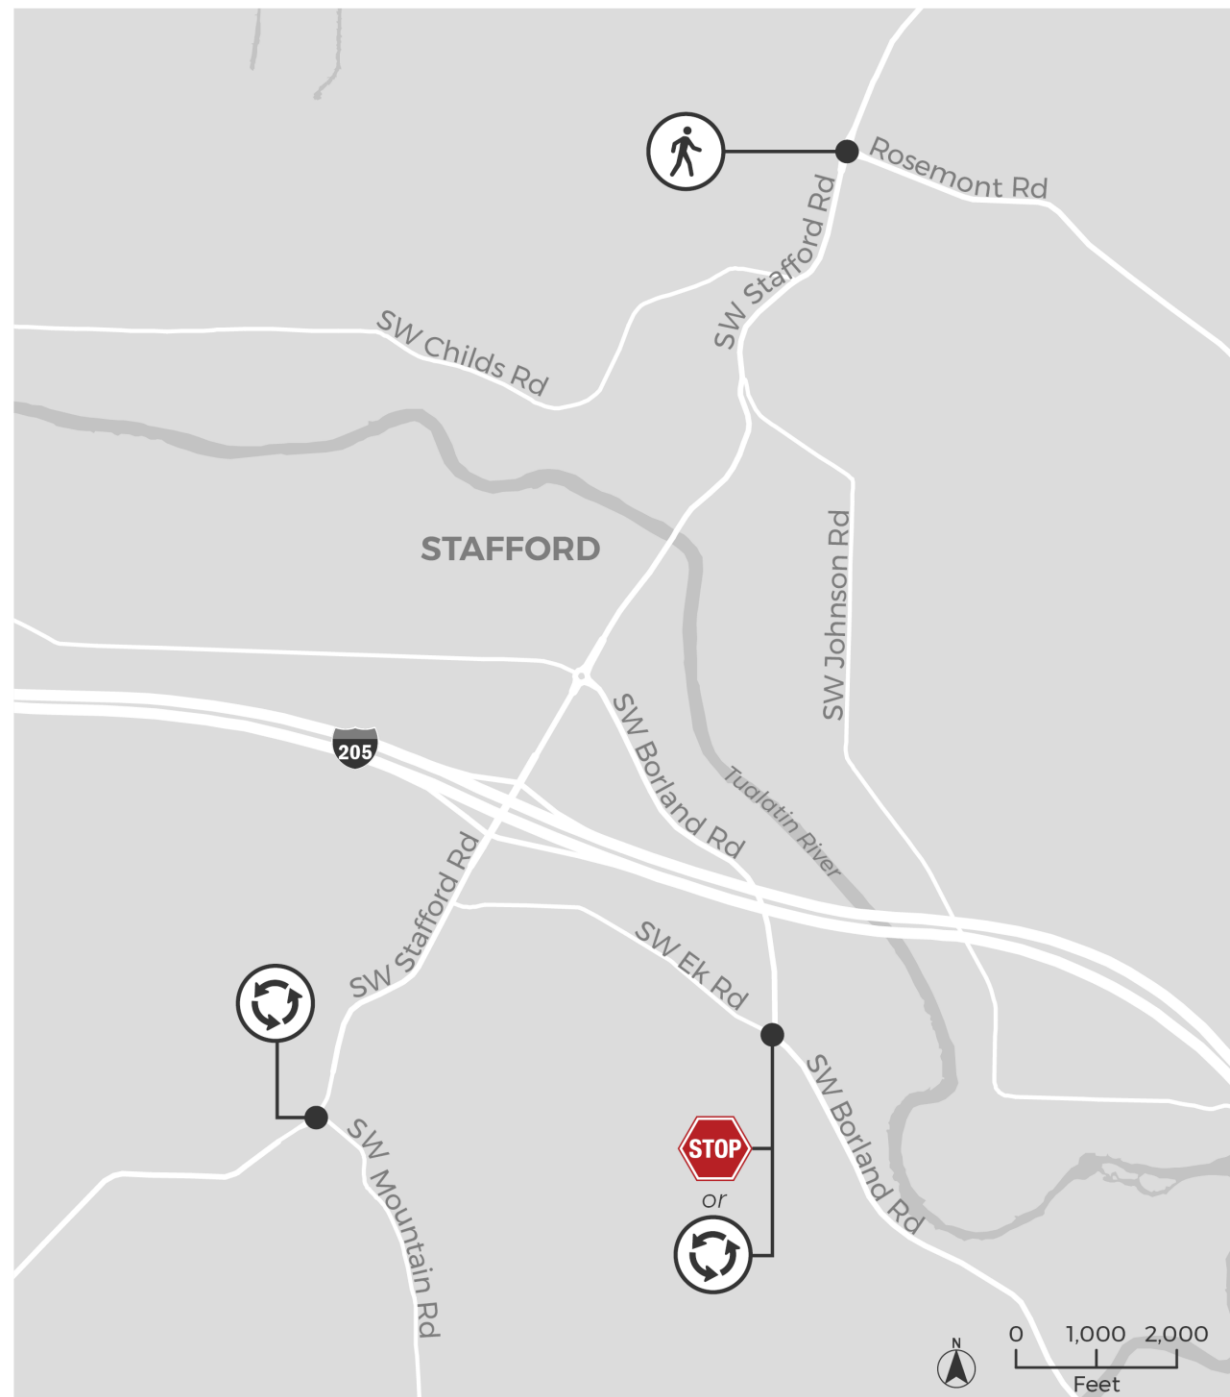 Rosemont Rd
SW Stafford Rd
SW Childs Rd
STAFFORD
SW Johnson Rd
SW Borland Rd
205
Tualatin River
SW Stafford Rd
SW Ek Rd
SW Borland Rd
SW Mountain Rd
STOP
or
N
0 1,000 2,000
Feet